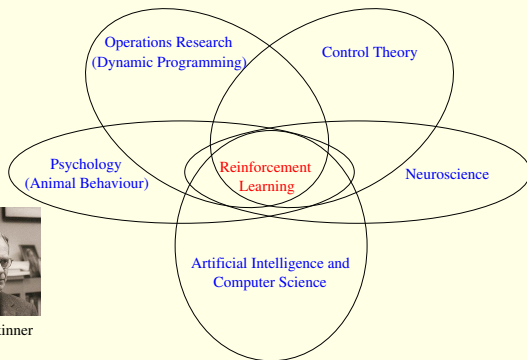 Operations Research
(Dynamic Programming)
Control Theory
Psychology
(Animal Behaviour)
Reinforcement
Learning
Neuroscience
Artificial Intelligence and
Computer Science